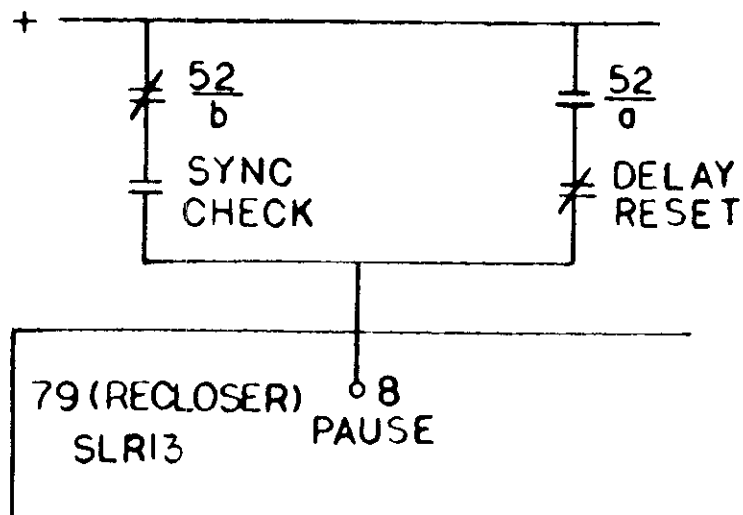 +
52
b
SYNC
CHECK
52
a
DELAY
RESET
79 (RECLOSER)
SLR13
8
PAUSE